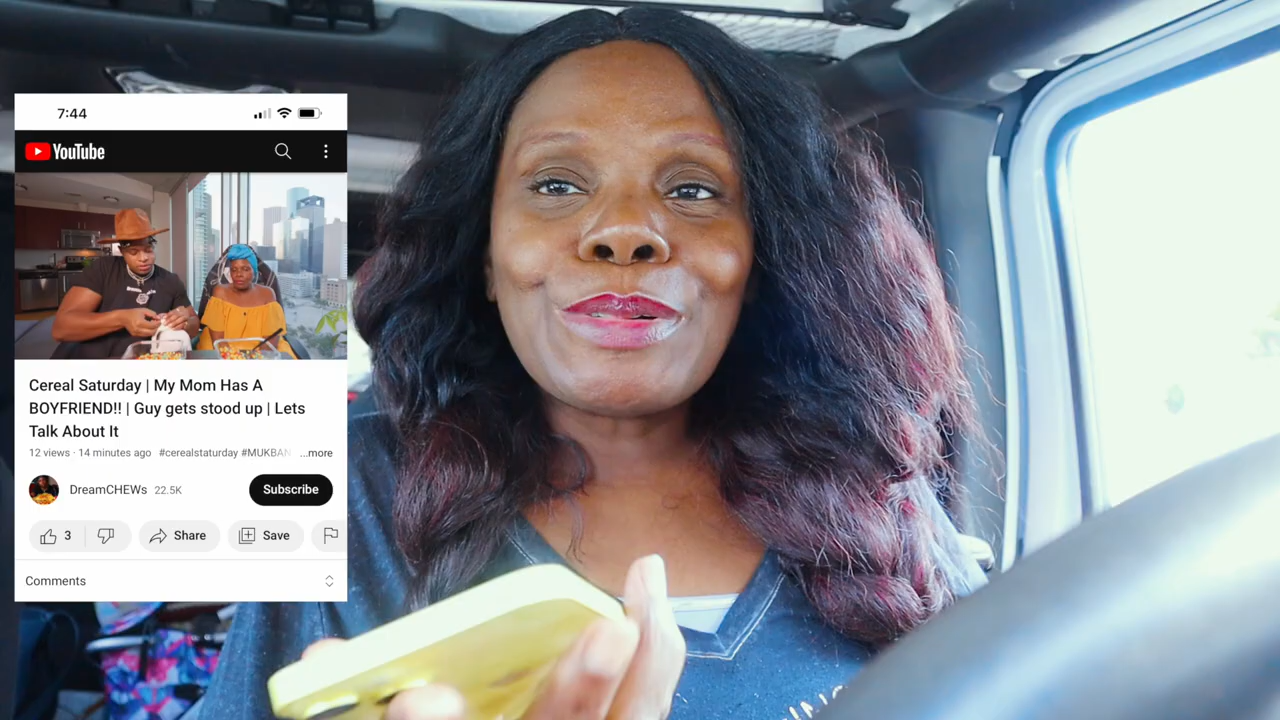 7:44
YouTube
Cereal Saturday | My Mom Has A
BOYFRIEND!! | Guy gets stood up | Lets
Talk About It
12 views · 14 minutes ago #cerealsaturday #MUKBAN ...more
DreamCHEWs 22.5K Subscribe
3 Share Save
Comments